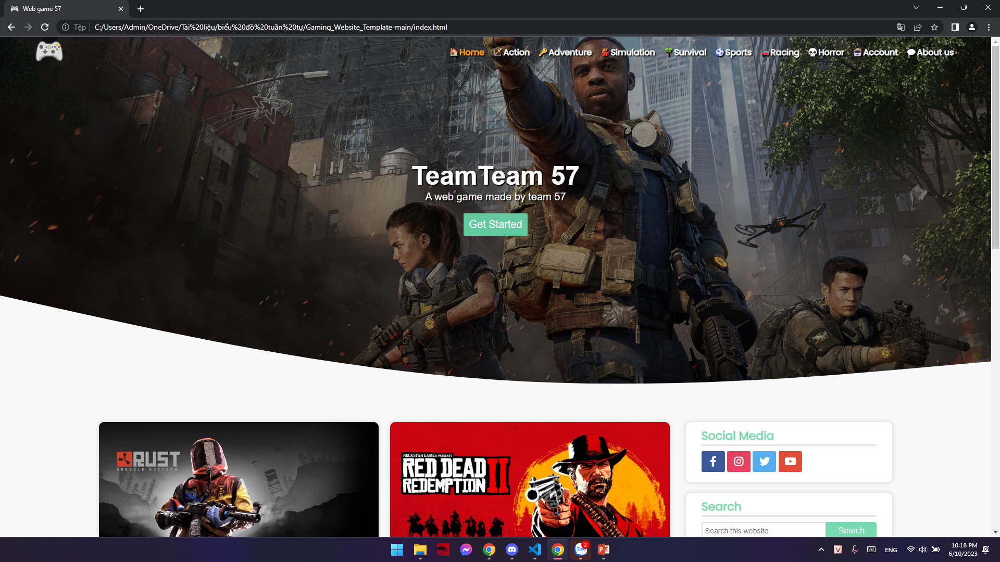 Web game 57
Tệp
C:/Users/Admin/OneDrive/Tài%20liệu/biểu%20đồ%20tuần%20tự/Gaming_Website_Template-main/index.html
Home Action Adventure Simulation Survival Sports Racing Horror Account About us
TeamTeam 57
A web game made by team 57
Get Started
RUST
CONSOLE EDITION
ROCKSTAR GAMES PRESENTS
RED DEAD
REDEMPTION II
Social Media
Search
Search this website
Search
Zalo
2
ENG
10:18 PM
6/10/2023